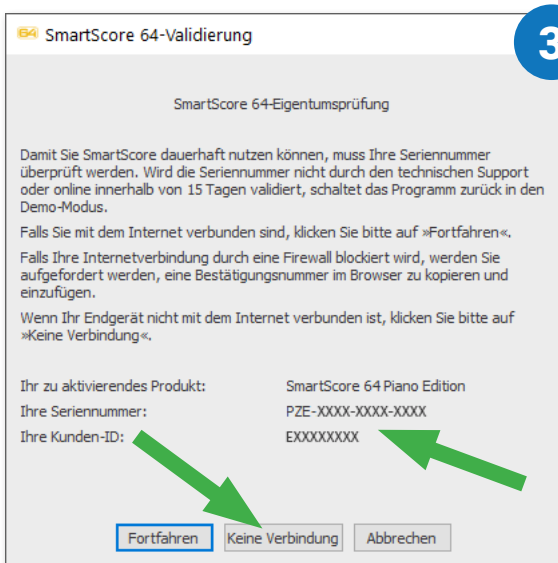 64 SmartScore 64-Validierung
3
SmartScore 64-Eigentumsprüfung
Damit Sie SmartScore dauerhaft nutzen können, muss Ihre Seriennummer
überprüft werden. Wird die Seriennummer nicht durch den technischen Support
oder online innerhalb von 15 Tagen validiert, schaltet das Programm zurück in den
Demo-Modus.
Falls Sie mit dem Internet verbunden sind, klicken Sie bitte auf »Fortfahren«.
Falls Ihre Internetverbindung durch eine Firewall blockiert wird, werden Sie
aufgefordert werden, eine Bestätigungsnummer im Browser zu kopieren und
einzufügen.
Wenn Ihr Endgerät nicht mit dem Internet verbunden ist, klicken Sie bitte auf
»Keine Verbindung«.
Ihr zu aktivierendes Produkt: SmartScore 64 Piano Edition
Ihre Seriennummer: PZE-XXXX-XXXX-XXXX
Ihre Kunden-ID: EXXXXXXXX
Fortfahren Keine Verbindung Abbrechen